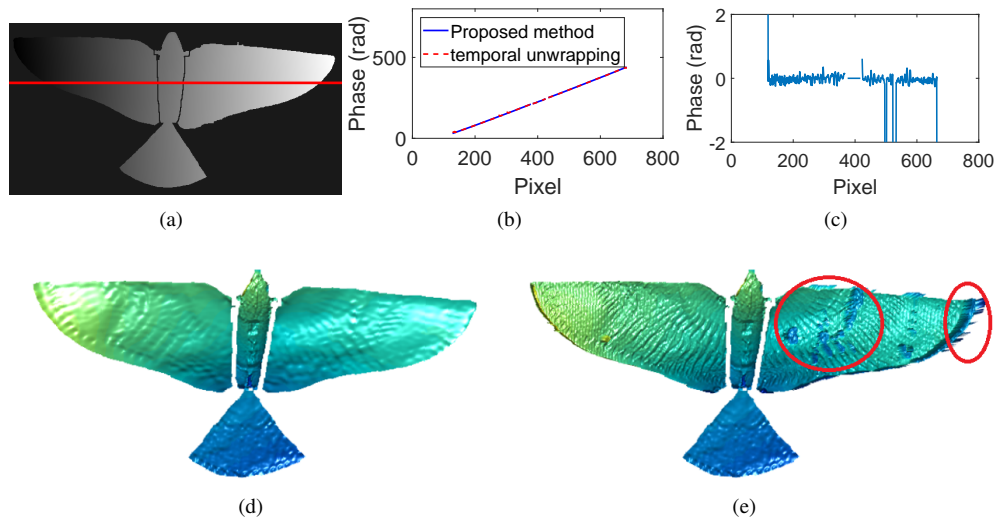 Phase (rad)
500
0
Proposed method
temporal unwrapping
0 200 400 600 800
Pixel
Phase (rad)
2
0
-2
0 200 400 600 800
Pixel
(a)
(b)
(c)
(d)
(e)